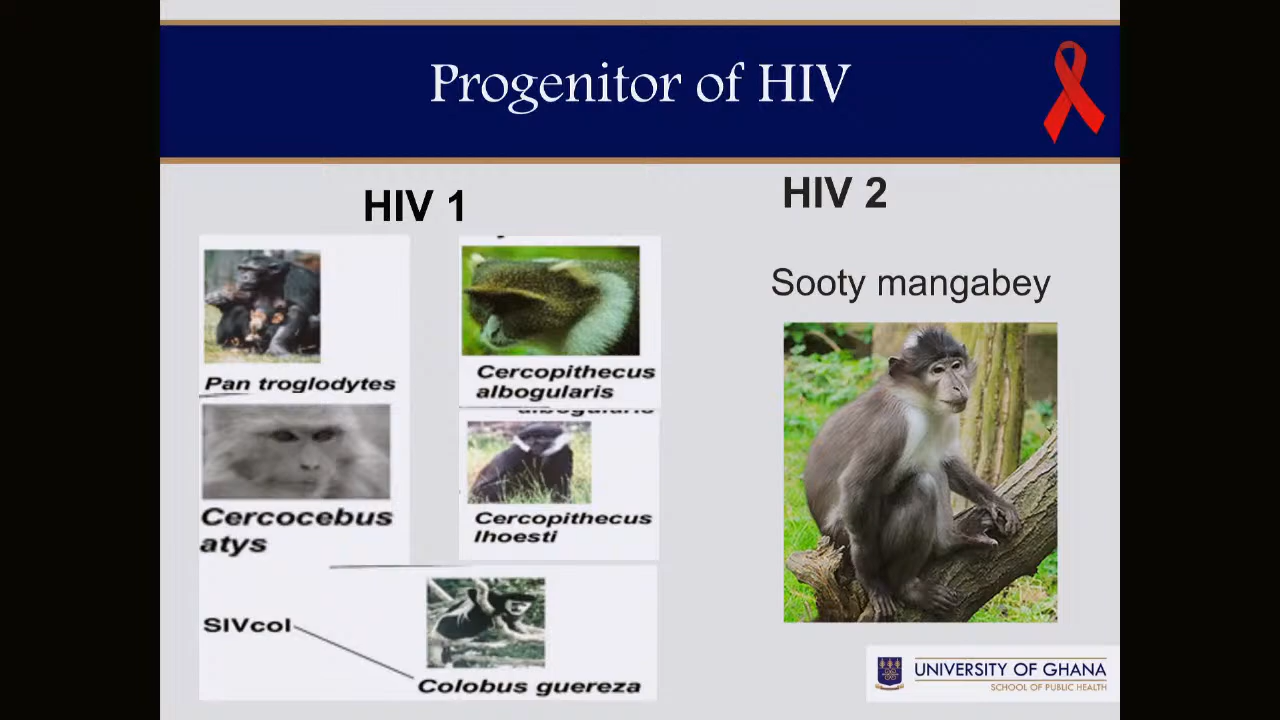 Progenitor of HIV
HIV 1
HIV 2
Pan troglodytes
Cercopithecus
albogularis
albogularis
Cercocebus
atys
Cercopithecus
lhoesti
SIVcol
Colobus guereza
Sooty mangabey
UNIVERSITY OF GHANA
SCHOOL OF PUBLIC HEALTH